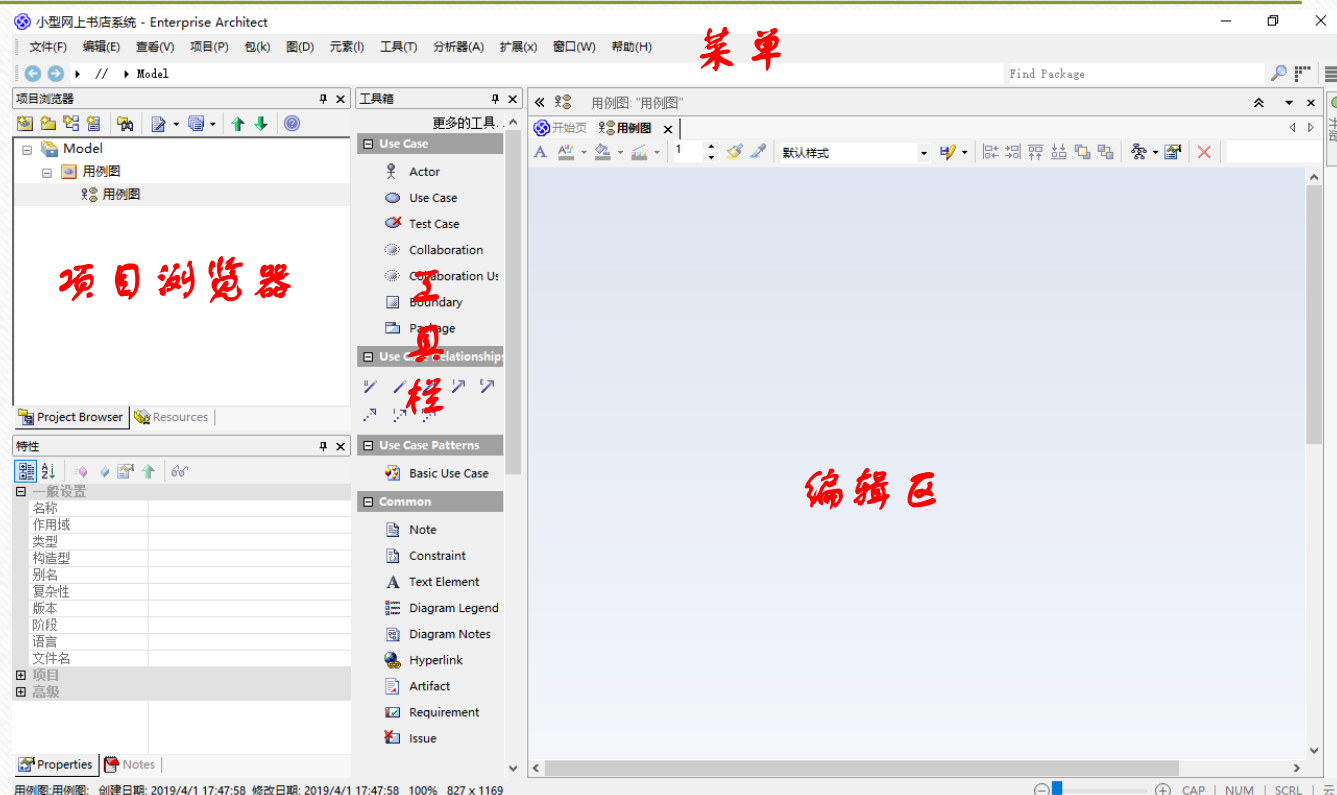 小型网上书店系统 - Enterprise Architect
文件(F) 编辑(E) 查看(V) 项目(P) 包(k) 图(D) 元素(I) 工具(T) 分析器(A) 扩展(x) 窗口(W) 帮助(H)
菜单
// Model
Find Package
项目浏览器
Model
用例图
用例图
项目浏览器
Project Browser Resources
特性
一般设置
名称
作用域
类型
构造型
别名
复杂性
版本
阶段
语言
文件名
项目
高级
Properties Notes
工具箱
更多的工具..
Use Case
Actor
Use Case
Test Case
Collaboration
Collaboration Us
Boundary
Package
Use Case Relationships
工具栏
Use Case Patterns
Basic Use Case
Common
Note
Constraint
Text Element
Diagram Legend
Diagram Notes
Hyperlink
Artifact
Requirement
Issue
用例图: "用例图"
开始页 用例图
1 默认样式
编辑区
用例图:用例图: 创建日期: 2019/4/1 17:47:58 修改日期: 2019/4/1 17:47:58 100% 827 x 1169
CAP NUM SCRL 云